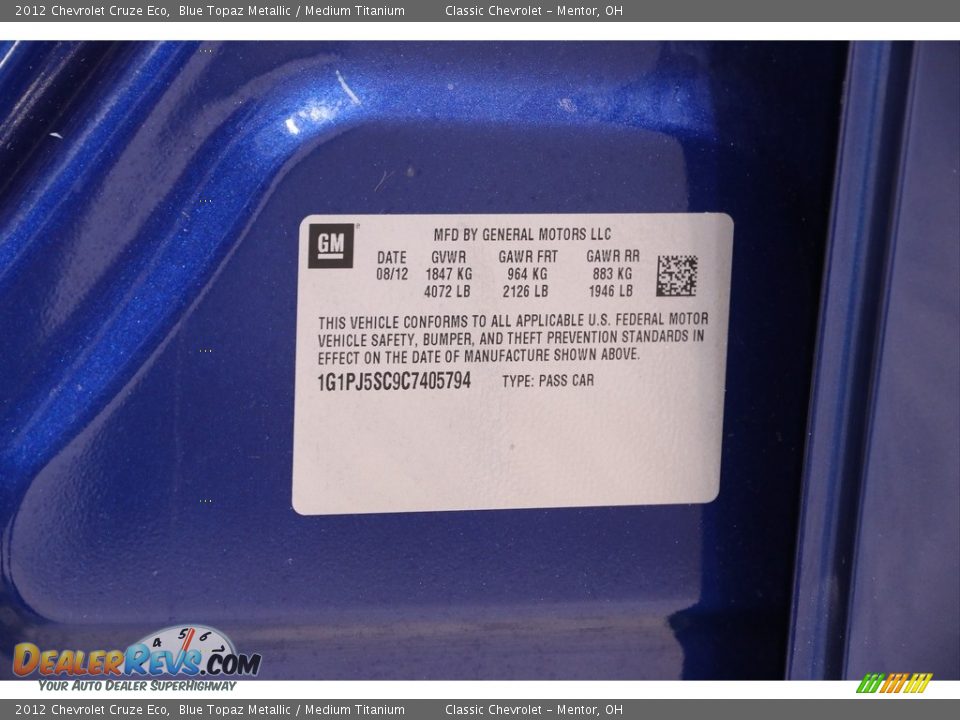 2012 Chevrolet Cruze Eco,  Blue Topaz Metallic / Medium Titanium        Classic Chevrolet - Mentor, OH
GM
MFD BY GENERAL MOTORS LLC
DATE GVWR GAWR FRT GAWR RR
08/12 1847 KG 964 KG 883 KG
4072 LB 2126 LB 1946 LB
THIS VEHICLE CONFORMS TO ALL APPLICABLE U.S. FEDERAL MOTOR
VEHICLE SAFETY, BUMPER, AND THEFT PREVENTION STANDARDS IN
EFFECT ON THE DATE OF MANUFACTURE SHOWN ABOVE.
1G1PJ5SC9C7405794 TYPE: PASS CAR
4 5 6 7
DEALERREVS.COM
YOUR AUTO DEALER SUPERHIGHWAY
2012 Chevrolet Cruze Eco,  Blue Topaz Metallic / Medium Titanium        Classic Chevrolet - Mentor, OH